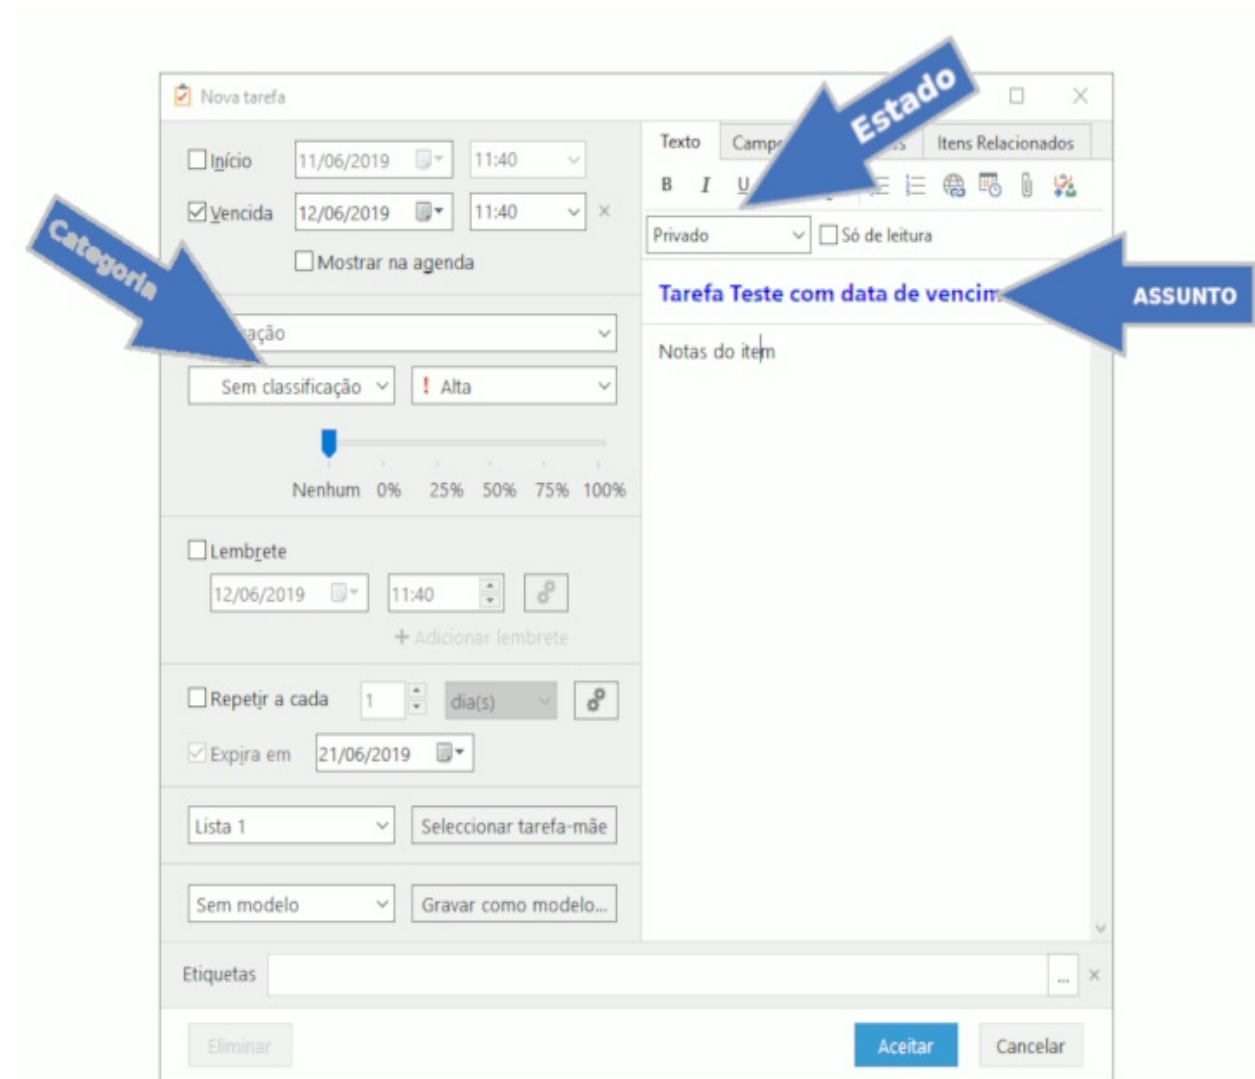 Nova tarefa
Estado
Início 11/06/2019 11:40
Vencida 12/06/2019 11:40
Mostrar na agenda
Categoria
Sem classificação ! Alta
Nenhum 0% 25% 50% 75% 100%
Lembrete
12/06/2019 11:40
+ Adicionar lembrete
Repetir a cada 1 dia(s)
Expira em 21/06/2019
Lista 1 Seleccionar tarefa-mãe
Sem modelo Gravar como modelo...
Texto Itens Relacionados
B I U
Privado Só de leitura
Tarefa Teste com data de
ASSUNTO
Notas do item
Etiquetas ...
Eliminar Aceitar Cancelar